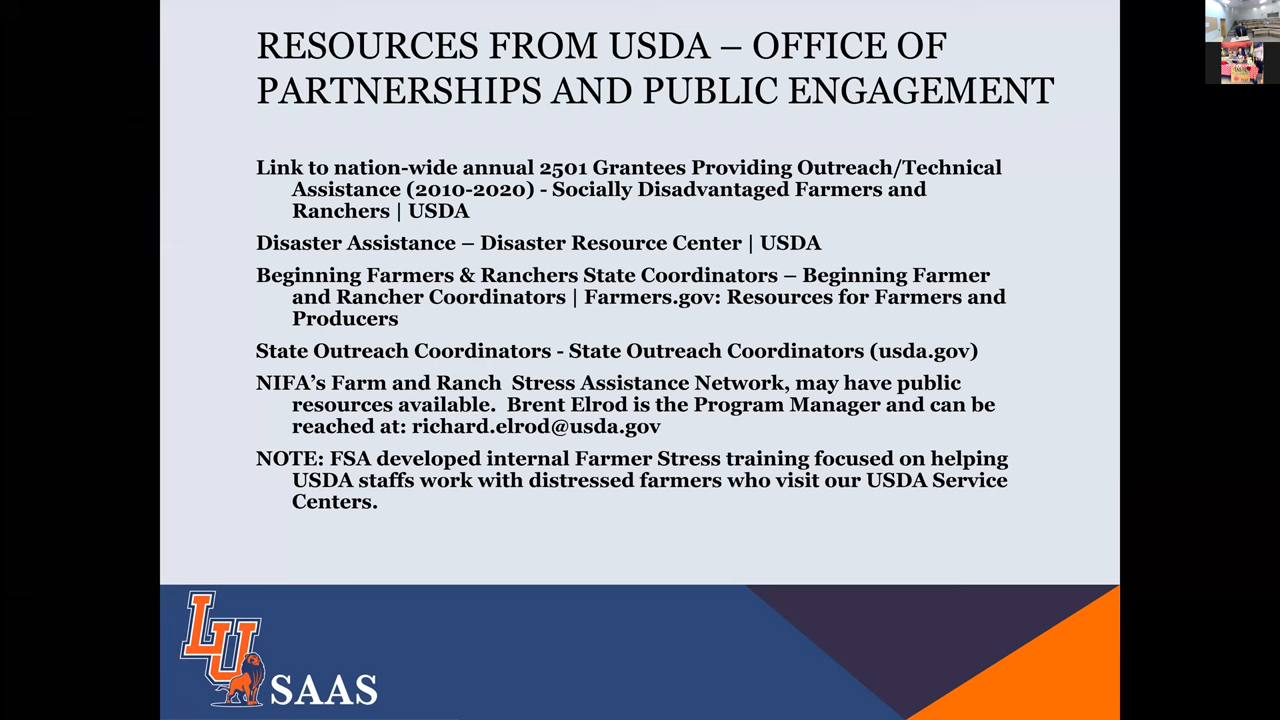 RESOURCES FROM USDA – OFFICE OF
PARTNERSHIPS AND PUBLIC ENGAGEMENT
Link to nation-wide annual 2501 Grantees Providing Outreach/Technical
Assistance (2010-2020) - Socially Disadvantaged Farmers and
Ranchers | USDA
Disaster Assistance – Disaster Resource Center | USDA
Beginning Farmers & Ranchers State Coordinators – Beginning Farmer
and Rancher Coordinators | Farmers.gov: Resources for Farmers and
Producers
State Outreach Coordinators - State Outreach Coordinators (usda.gov)
NIFA's Farm and Ranch  Stress Assistance Network, may have public
resources available.  Brent Elrod is the Program Manager and can be
reached at: richard.elrod@usda.gov
NOTE: FSA developed internal Farmer Stress training focused on helping
USDA staffs work with distressed farmers who visit our USDA Service
Centers.
LU
SAAS